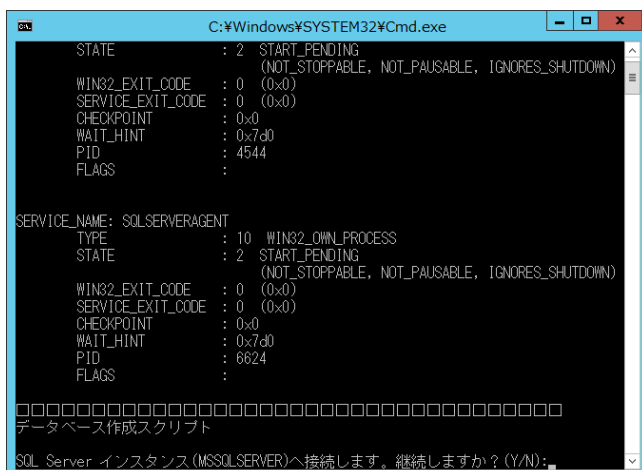 C:¥Windows¥SYSTEM32¥Cmd.exe
STATE : 2 START_PENDING
(NOT_STOPPABLE, NOT_PAUSABLE, IGNORES_SHUTDOWN)
WIN32_EXIT_CODE : 0 (0x0)
SERVICE_EXIT_CODE : 0 (0x0)
CHECKPOINT : 0x0
WAIT_HINT : 0x7d0
PID : 4544
FLAGS :
SERVICE_NAME: SQLSERVERAGENT
TYPE : 10 WIN32_OWN_PROCESS
STATE : 2 START_PENDING
(NOT_STOPPABLE, NOT_PAUSABLE, IGNORES_SHUTDOWN)
WIN32_EXIT_CODE : 0 (0x0)
SERVICE_EXIT_CODE : 0 (0x0)
CHECKPOINT : 0x0
WAIT_HINT : 0x7d0
PID : 6624
FLAGS :
□□□□□□□□□□□□□□□□□□□□□□□□□□□□□□□□□□□□
データベース作成スクリプト
SQL Server インスタンス(MSSQLSERVER)へ接続します。継続しますか？(Y/N):_